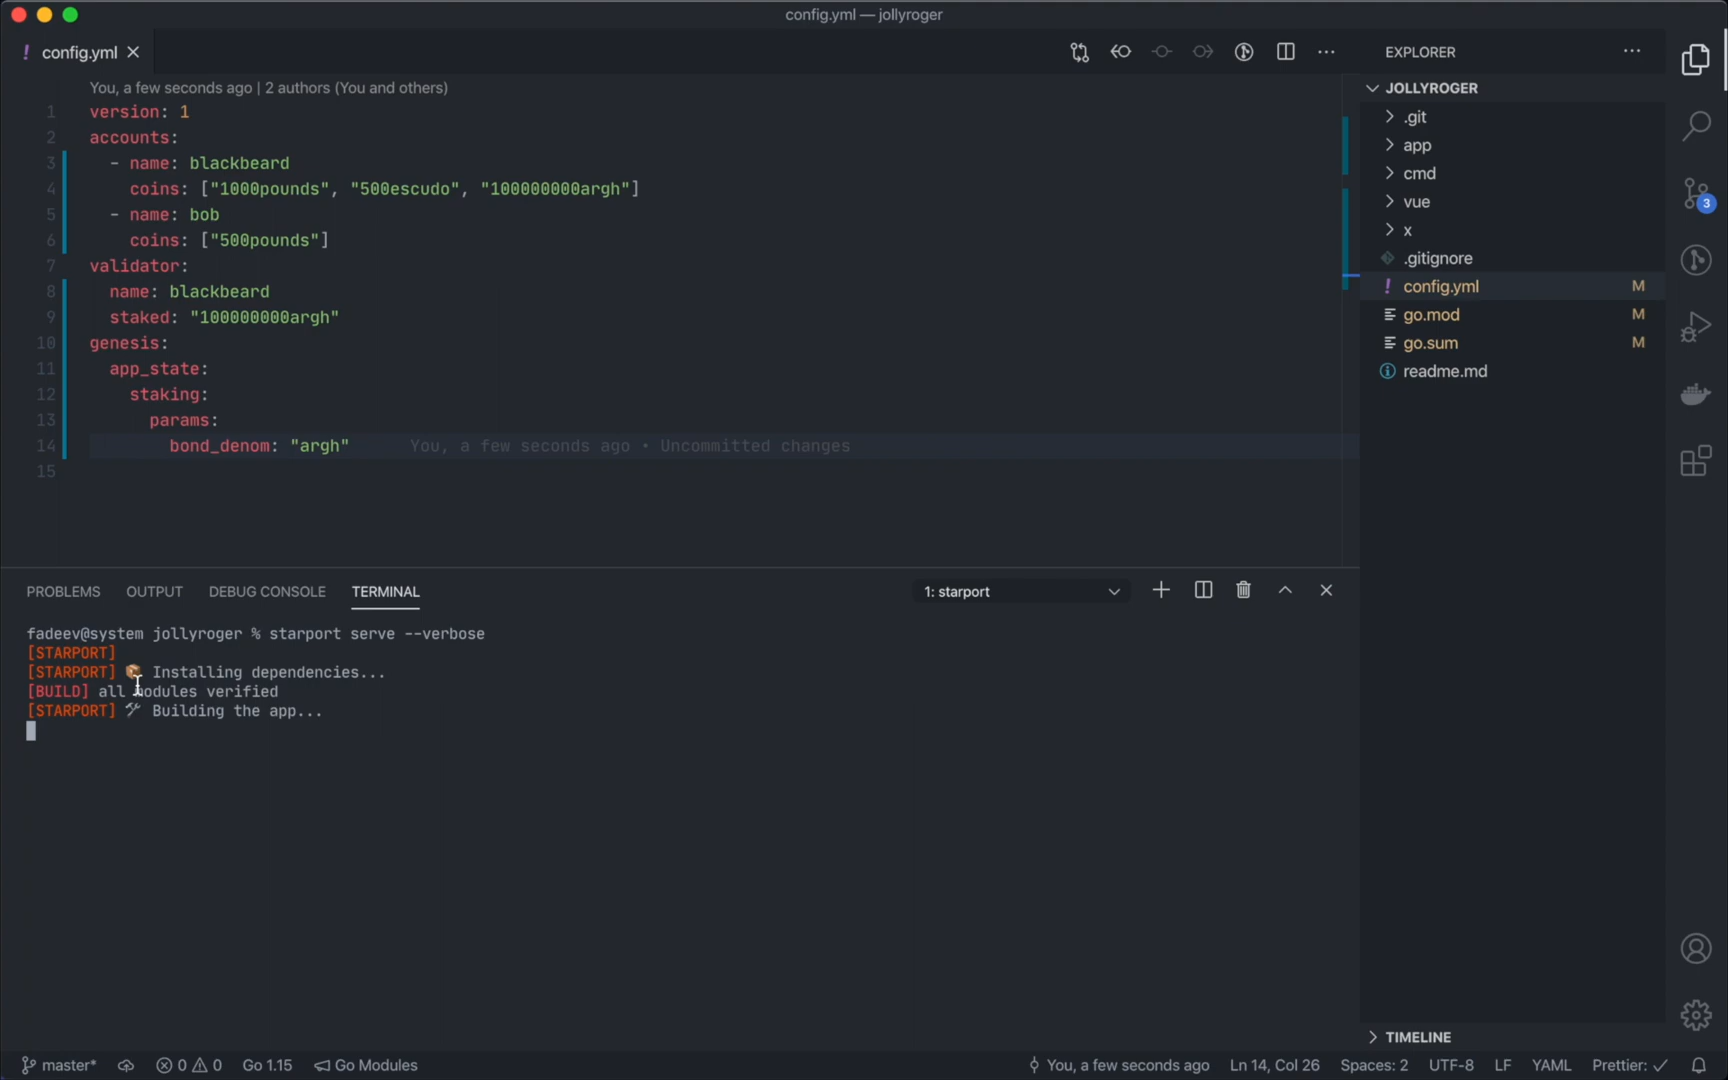 config.yml — jollyroger
! config.yml
EXPLORER
You, a few seconds ago | 2 authors (You and others)
1 version: 1
2 accounts:
3 - name: blackbeard
4 coins: ["1000pounds", "500escudo", "100000000argh"]
5 - name: bob
6 coins: ["500pounds"]
7 validator:
8 name: blackbeard
9 staked: "100000000argh"
10 genesis:
11 app_state:
12 staking:
13 params:
14 bond_denom: "argh" You, a few seconds ago • Uncommitted changes
15
JOLLYROGER
.git
app
cmd
vue
x
.gitignore
! config.yml M
go.mod M
go.sum M
readme.md
3
PROBLEMS OUTPUT DEBUG CONSOLE TERMINAL
1: starport
fadeev@system jollyroger % starport serve --verbose
[STARPORT]
[STARPORT] 📦 Installing dependencies...
[BUILD] all modules verified
[STARPORT] 🛠 Building the app...
TIMELINE
master* 0 0 Go 1.15 Go Modules
You, a few seconds ago Ln 14, Col 26 Spaces: 2 UTF-8 LF YAML Prettier: ✓